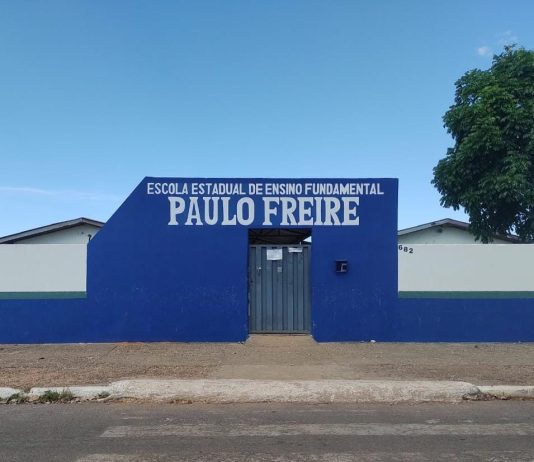 ESCOLA ESTADUAL DE ENSINO FUNDAMENTAL
PAULO FREIRE
682